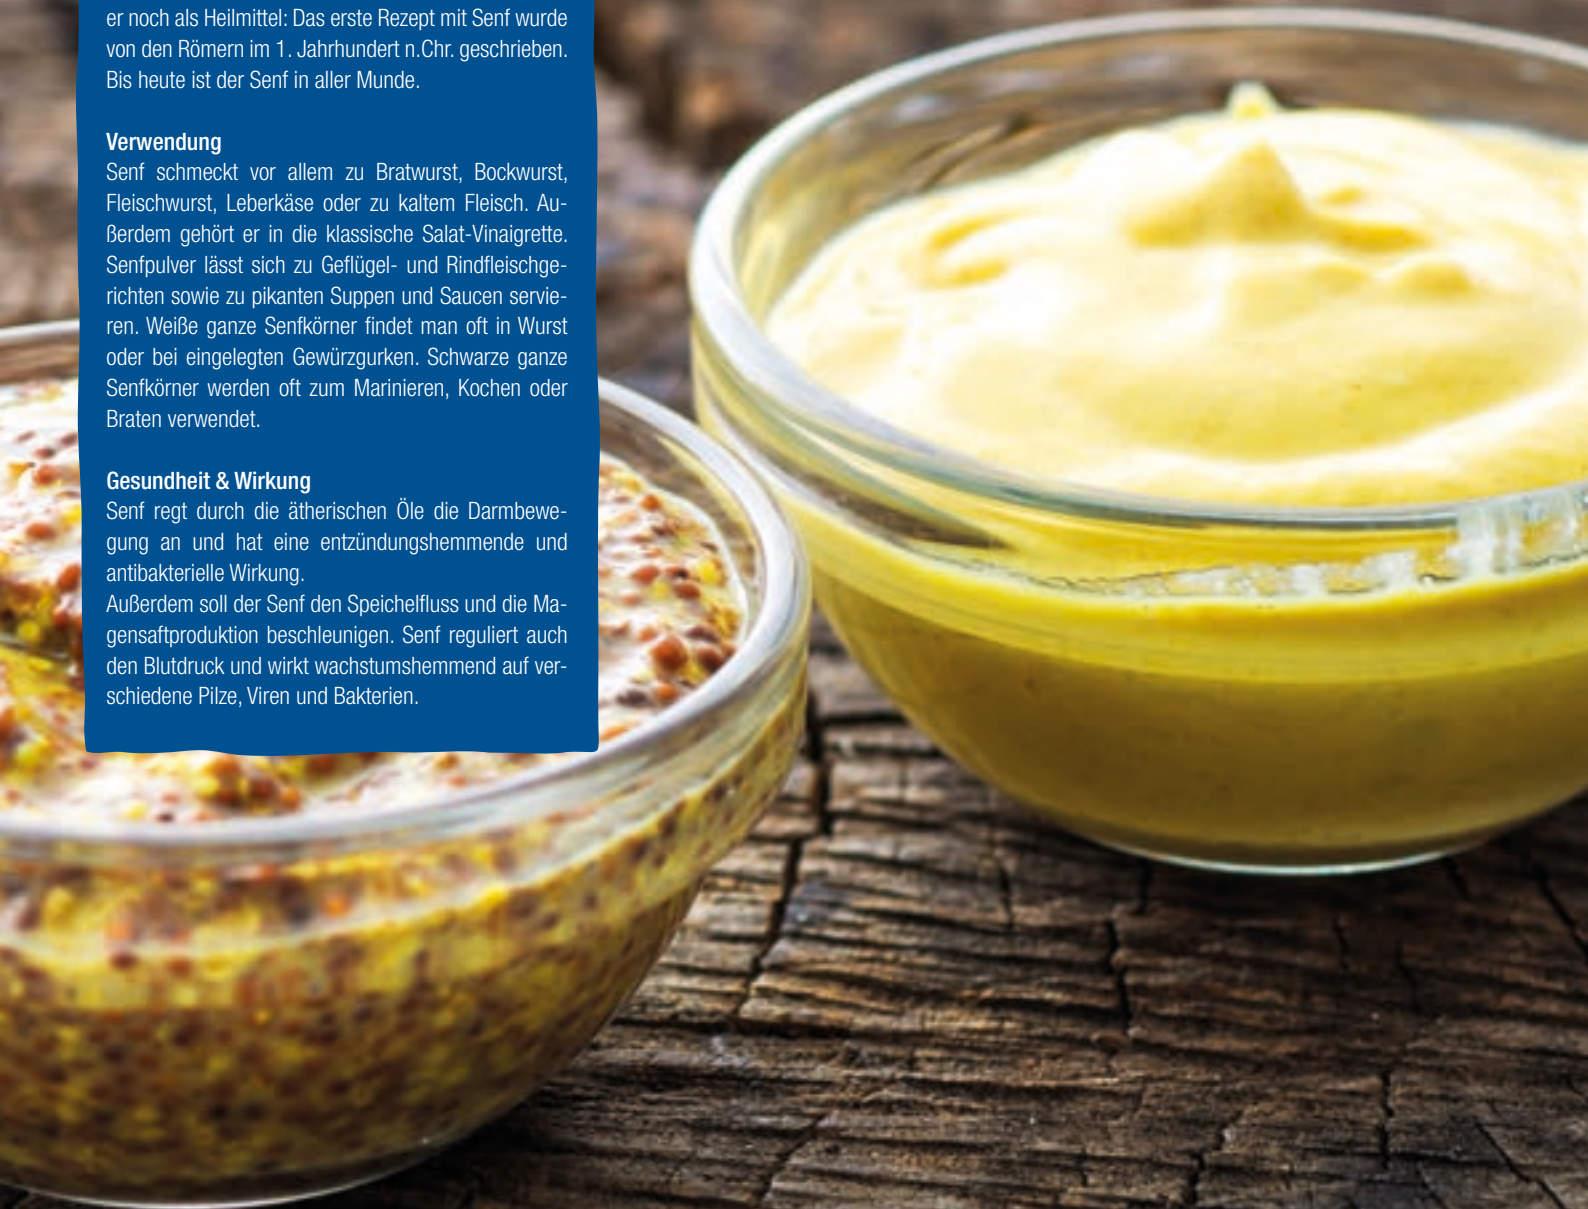 er noch als Heilmittel: Das erste Rezept mit Senf wurde
von den Römern im 1. Jahrhundert n.Chr. geschrieben.
Bis heute ist der Senf in aller Munde.
Verwendung
Senf schmeckt vor allem zu Bratwurst, Bockwurst,
Fleischwurst, Leberkäse oder zu kaltem Fleisch. Au-
ßerdem gehört er in die klassische Salat-Vinaigrette.
Senfpulver lässt sich zu Geflügel- und Rindfleischge-
richten sowie zu pikanten Suppen und Saucen servie-
ren. Weiße ganze Senfkörner findet man oft in Wurst
oder bei eingelegten Gewürzgurken. Schwarze ganze
Senfkörner werden oft zum Marinieren, Kochen oder
Braten verwendet.
Gesundheit & Wirkung
Senf regt durch die ätherischen Öle die Darmbewe-
gung an und hat eine entzündungshemmende und
antibakterielle Wirkung.
Außerdem soll der Senf den Speichelfluss und die Ma-
gensaftproduktion beschleunigen. Senf reguliert auch
den Blutdruck und wirkt wachstumshemmend auf ver-
schiedene Pilze, Viren und Bakterien.